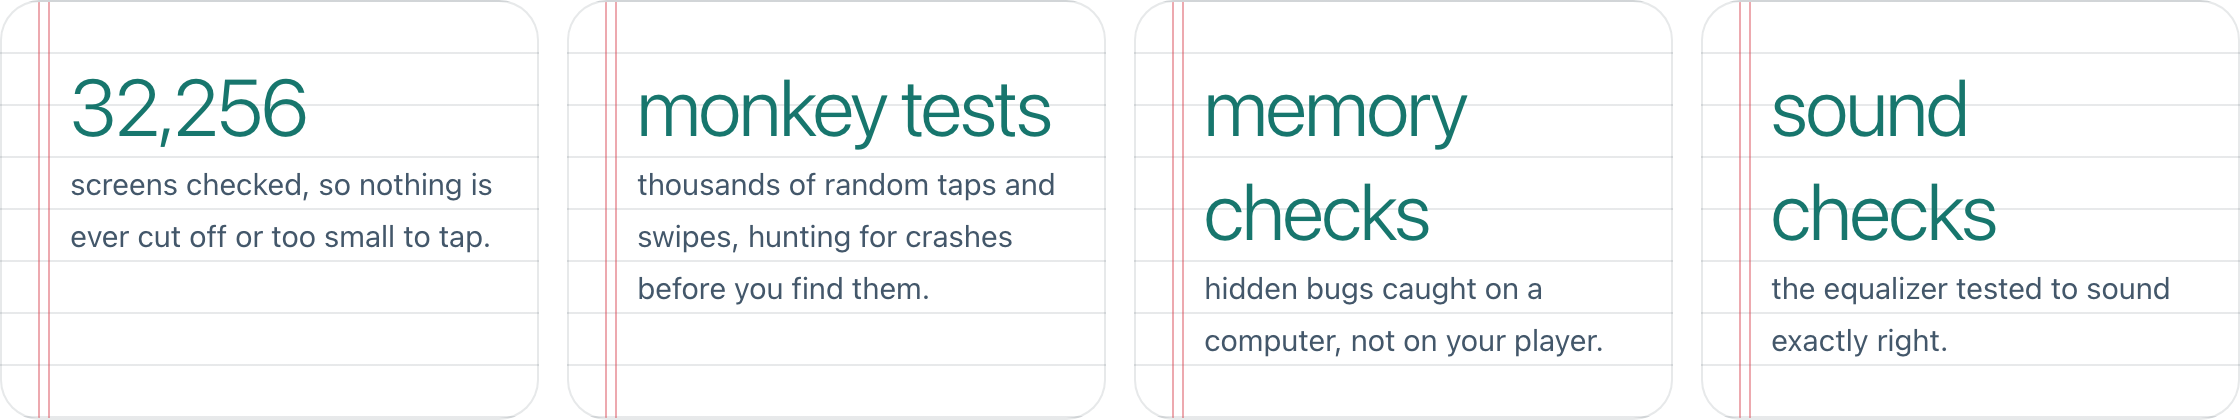 32,256
screens checked, so nothing is
ever cut off or too small to tap.
monkey tests
thousands of random taps and
swipes, hunting for crashes
before you find them.
memory
checks
hidden bugs caught on a
computer, not on your player.
sound
checks
the equalizer tested to sound
exactly right.